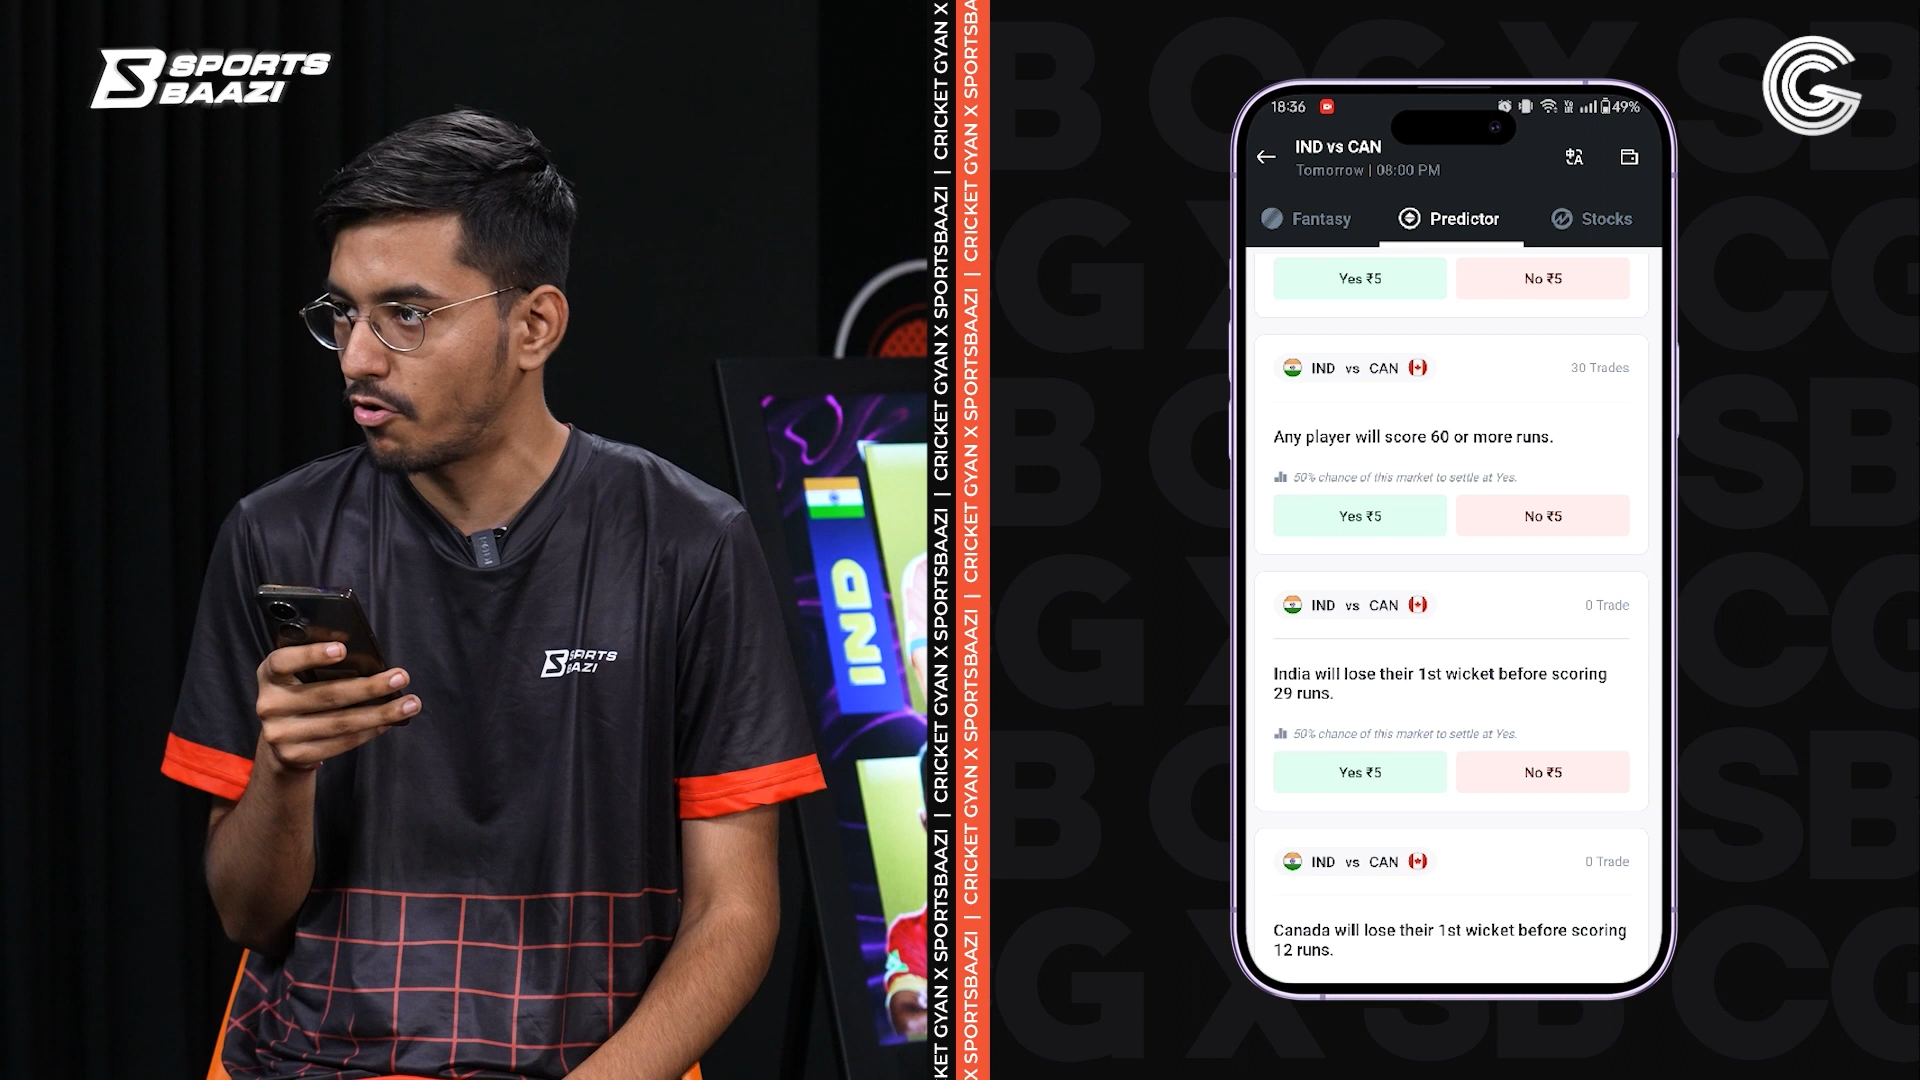 SPORTS
BAAZI
SPORTS
BAAZI
IND
CRICKET GYAN X SPORTSBAAZI | CRICKET GYAN X SPORTSBAAZI | CRICKET GYAN X SPORTSBAAZI | CRICKET GYAN X
CRICKET GYAN X SPORTSBAAZI | CRICKET GYAN X SPORTSBAAZI | CRICKET GYAN X SPORTSBAAZI
18:36
49%
IND vs CAN
Tomorrow | 08:00 PM
Fantasy
Predictor
Stocks
Yes ₹5
No ₹5
IND vs CAN
30 Trades
Any player will score 60 or more runs.
50% chance of this market to settle at Yes.
Yes ₹5
No ₹5
IND vs CAN
0 Trade
India will lose their 1st wicket before scoring
29 runs.
50% chance of this market to settle at Yes.
Yes ₹5
No ₹5
IND vs CAN
0 Trade
Canada will lose their 1st wicket before scoring
12 runs.